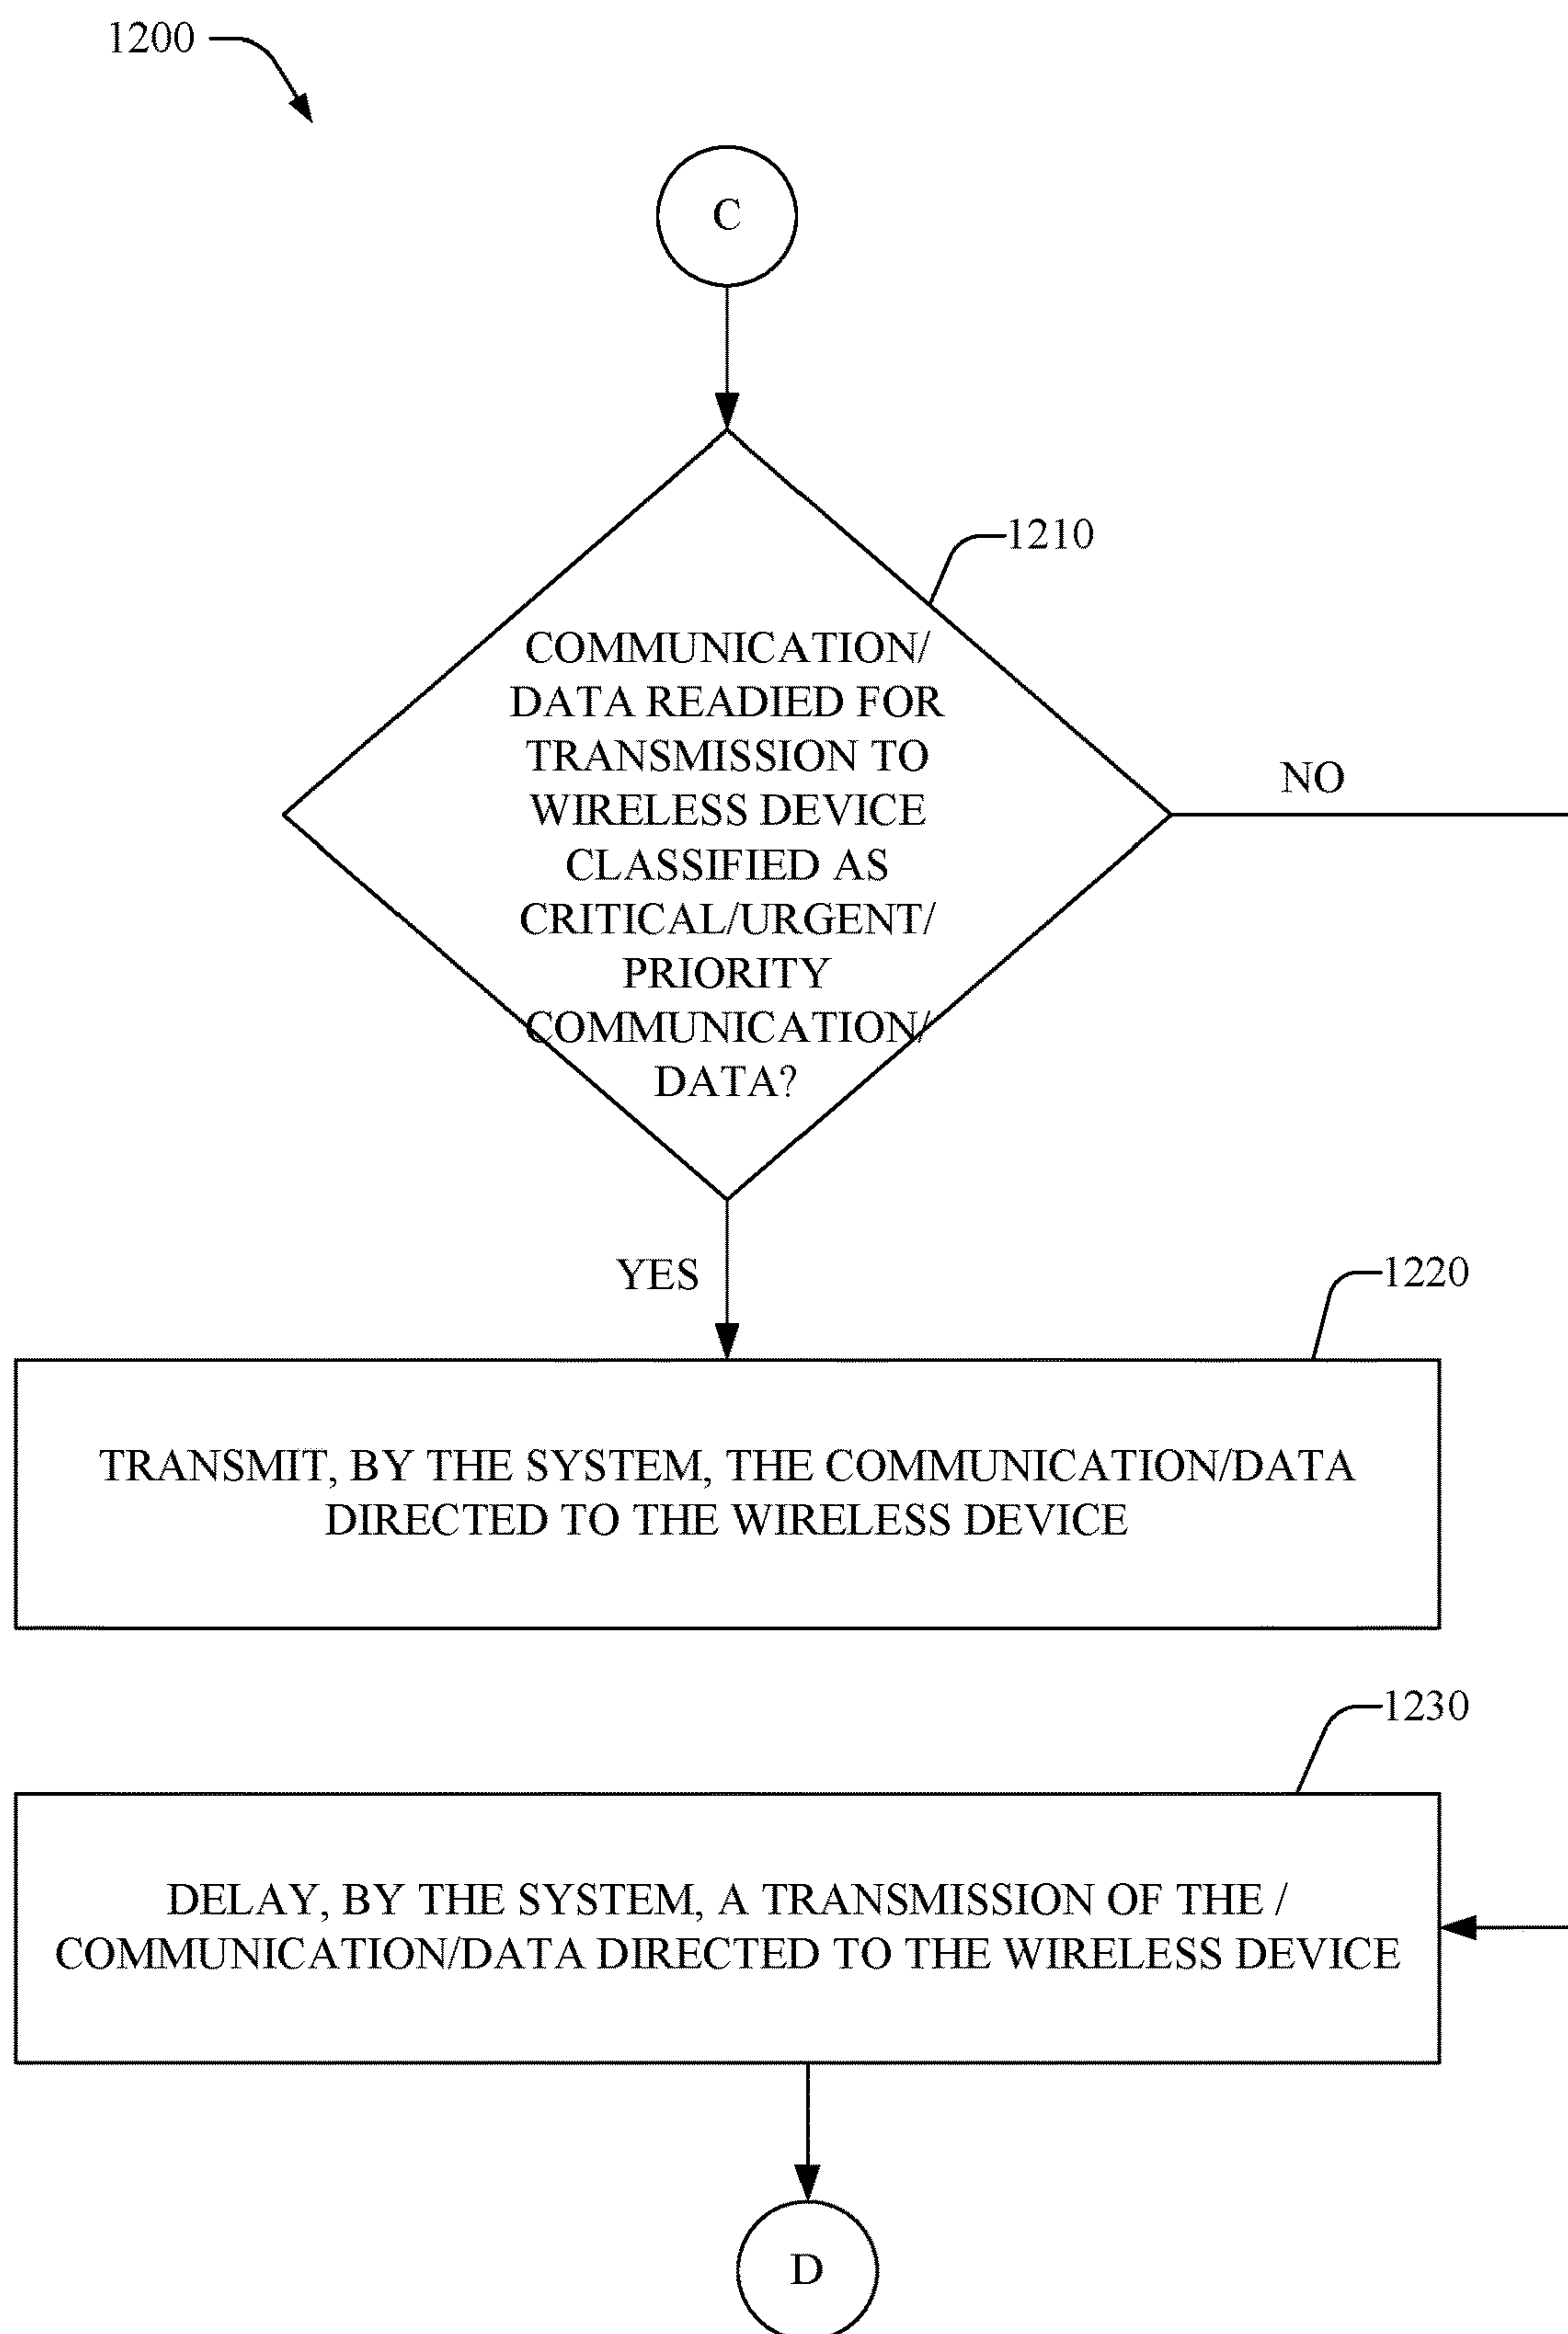 1200
C
1210
COMMUNICATION/
DATA READIED FOR
TRANSMISSION TO
WIRELESS DEVICE
CLASSIFIED AS
CRITICAL/URGENT/
PRIORITY
COMMUNICATION/
DATA?
NO
YES
1220
TRANSMIT, BY THE SYSTEM, THE COMMUNICATION/DATA
DIRECTED TO THE WIRELESS DEVICE
1230
DELAY, BY THE SYSTEM, A TRANSMISSION OF THE /
COMMUNICATION/DATA DIRECTED TO THE WIRELESS DEVICE
D